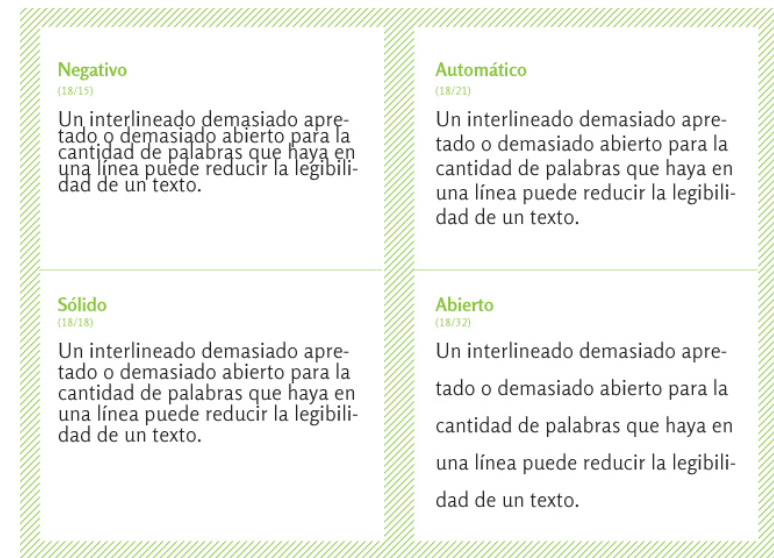 Negativo
(18/15)
Un interlineado demasiado apre-
tado o demasiado abierto para la
cantidad de palabras que haya en
una línea puede reducir la legibili-
dad de un texto.
Automático
(18/21)
Un interlineado demasiado apre-
tado o demasiado abierto para la
cantidad de palabras que haya en
una línea puede reducir la legibili-
dad de un texto.
Sólido
(18/18)
Un interlineado demasiado apre-
tado o demasiado abierto para la
cantidad de palabras que haya en
una línea puede reducir la legibili-
dad de un texto.
Abierto
(18/32)
Un interlineado demasiado apre-
tado o demasiado abierto para la
cantidad de palabras que haya en
una línea puede reducir la legibili-
dad de un texto.